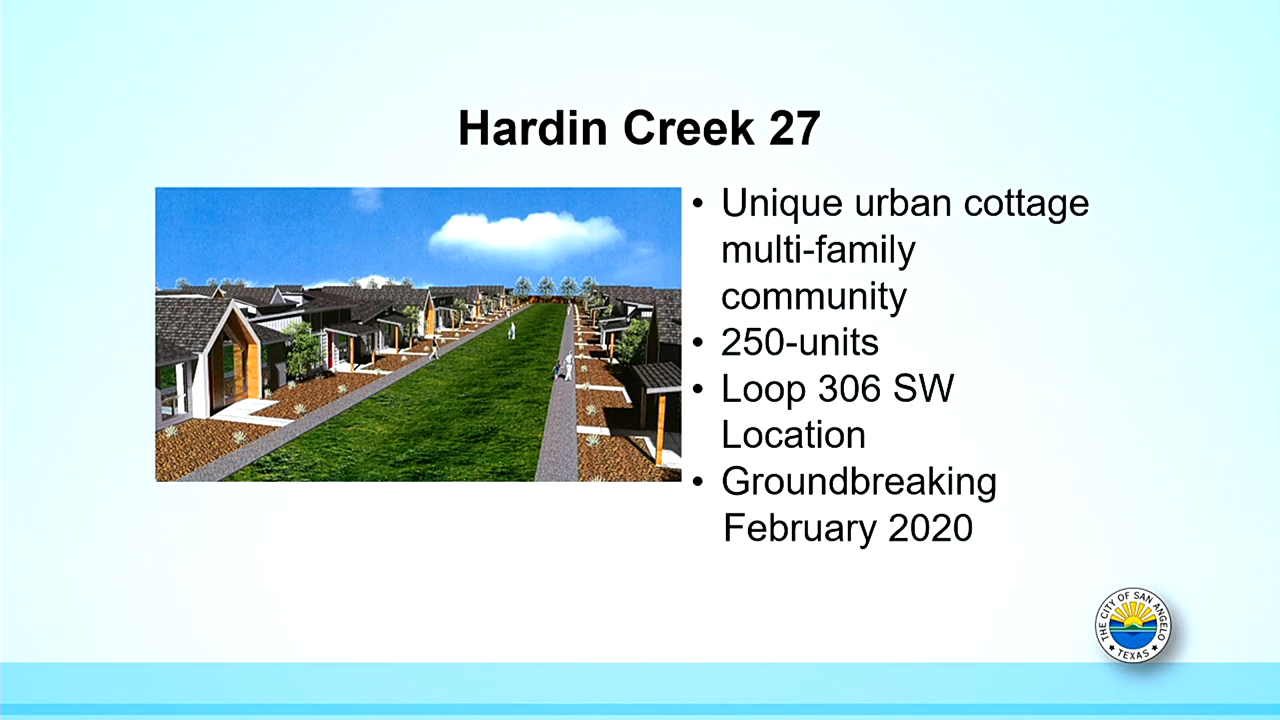 Hardin Creek 27
• Unique urban cottage
multi-family
community
• 250-units
• Loop 306 SW
Location
• Groundbreaking
February 2020
THE CITY OF SAN ANGELO
★ TEXAS ★